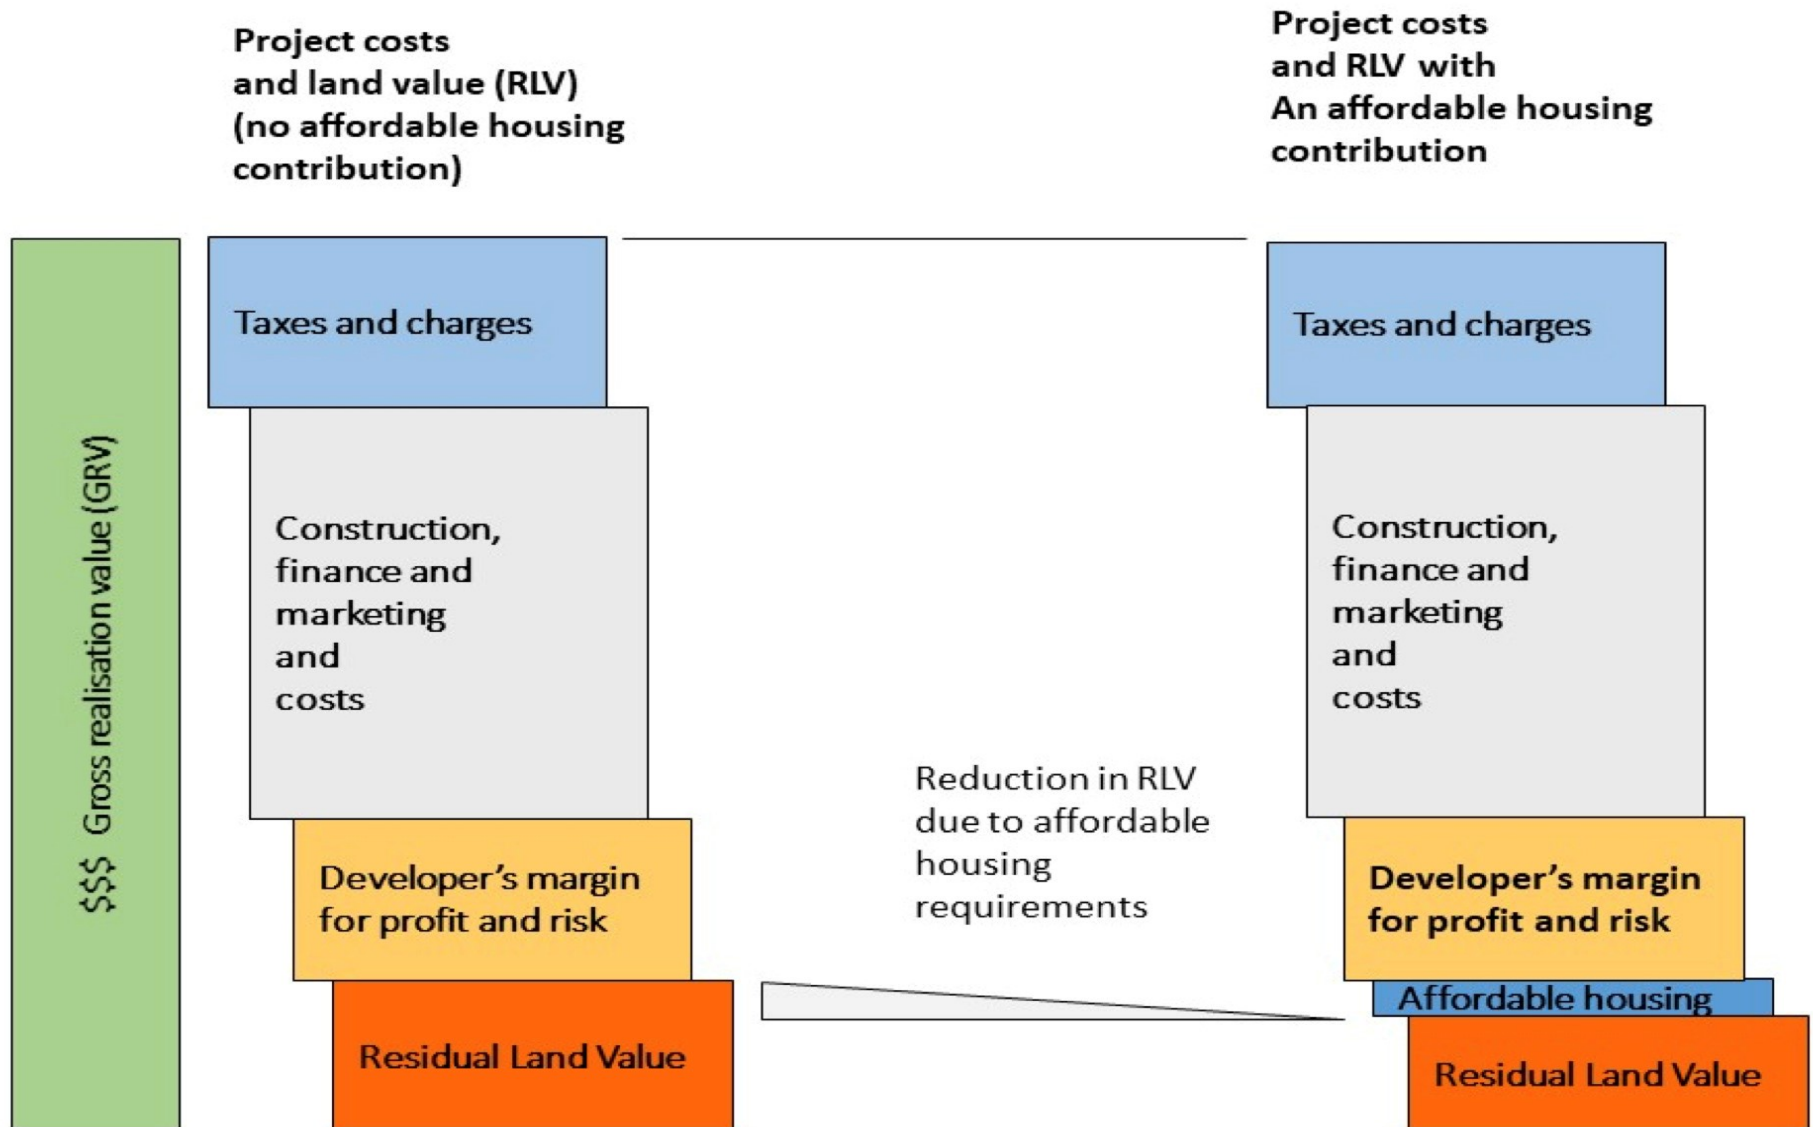 Project costs
and land value (RLV)
(no affordable housing
contribution)
Project costs
and RLV with
An affordable housing
contribution
$$$ Gross realisation value (GRV)
Taxes and charges
Construction,
finance and
marketing
and
costs
Developer's margin
for profit and risk
Residual Land Value
Reduction in RLV
due to affordable
housing
requirements
Taxes and charges
Construction,
finance and
marketing
and
costs
Developer's margin
for profit and risk
Affordable housing
Residual Land Value